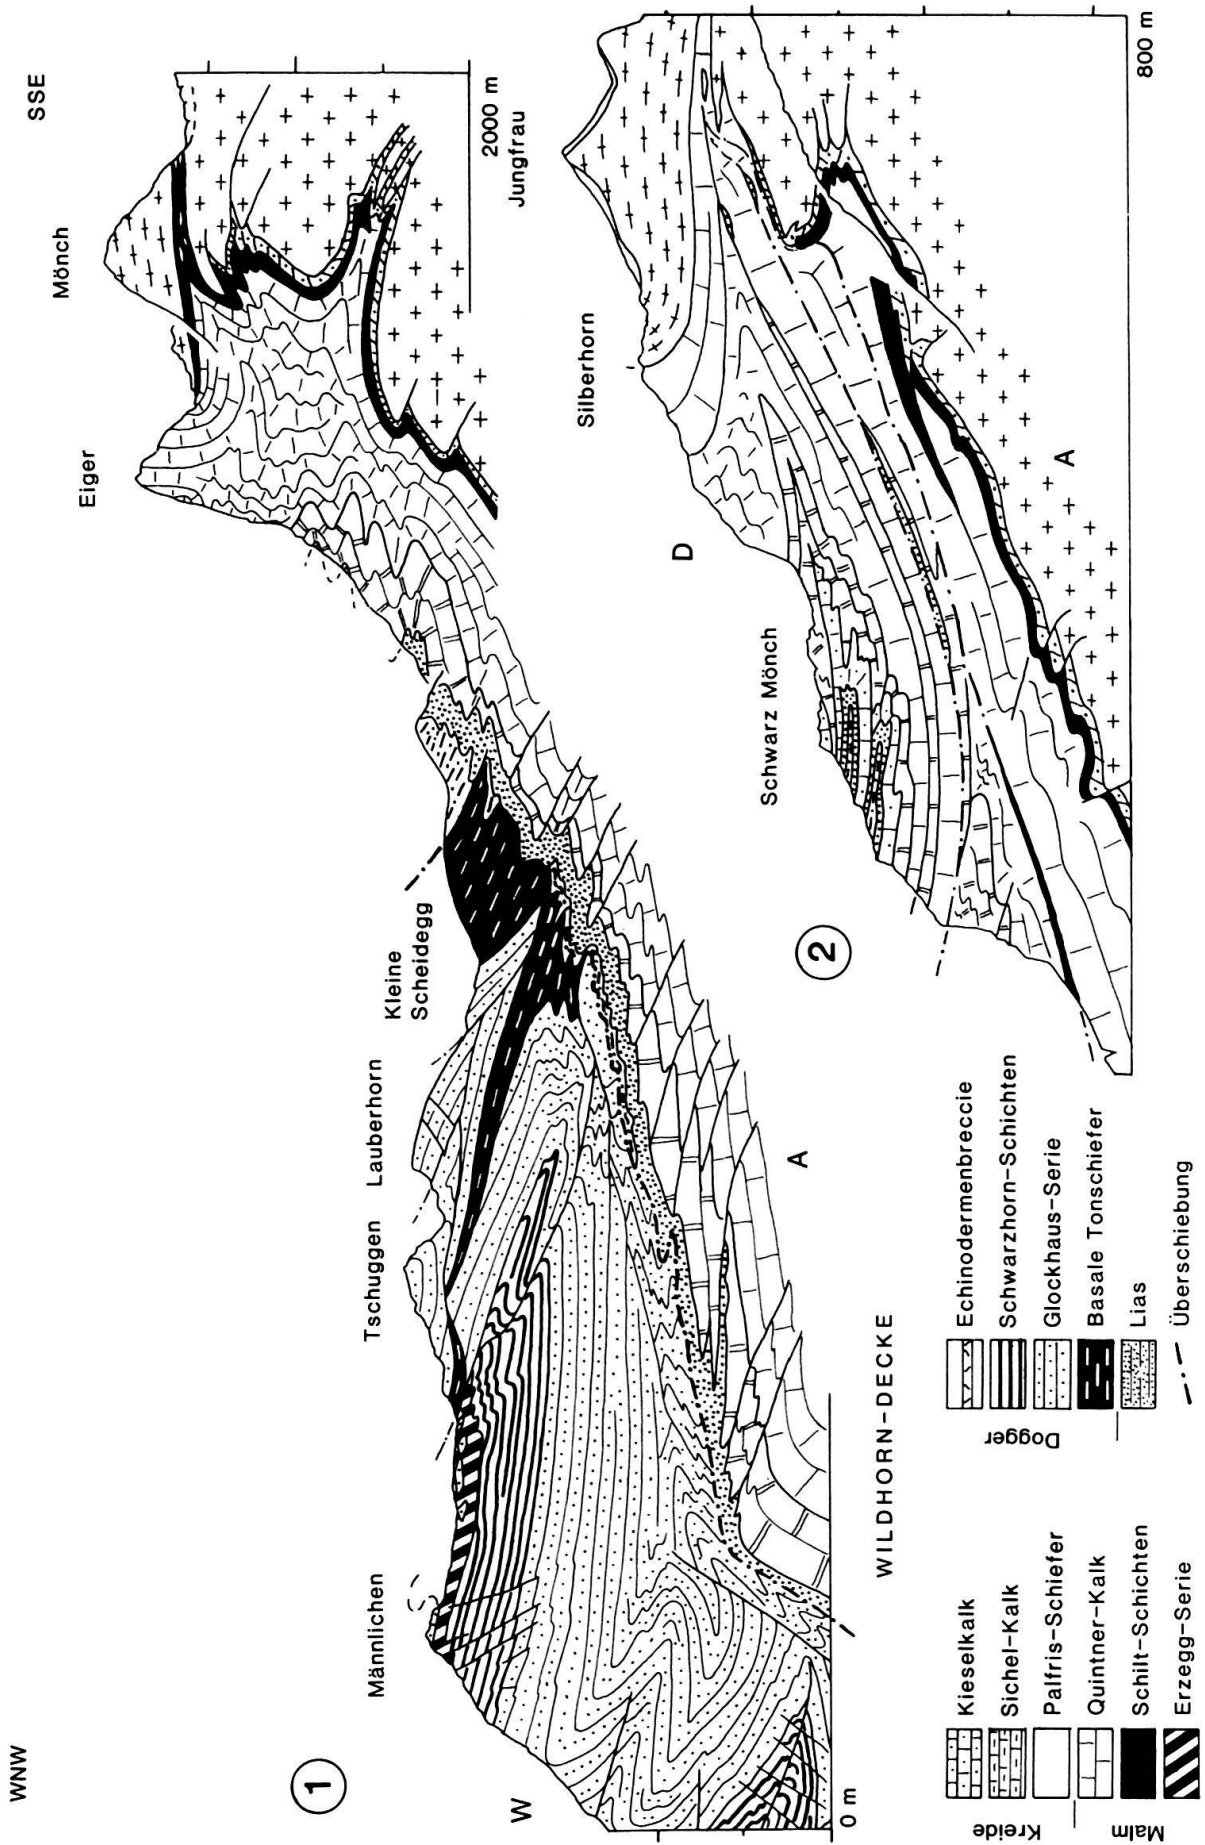 WNW
SSE
Männlichen
Tschuggen
Lauberhorn
Kleine
Scheidegg
Eiger
Mönch
1
W
A
0 m
2000 m
Jungfrau
Schwarz Mönch
Silberhorn
2
D
A
800 m
WILDHORN-DECKE
Kreide
Malm
Kieselkalk
Sichel-Kalk
Palfris-Schiefer
Quintner-Kalk
Schilt-Schichten
Erzegg-Serie
Dogger
Echinodermenbreccie
Schwarzhorn-Schichten
Glockhaus-Serie
Basale Tonschiefer
Lias
Überschiebung